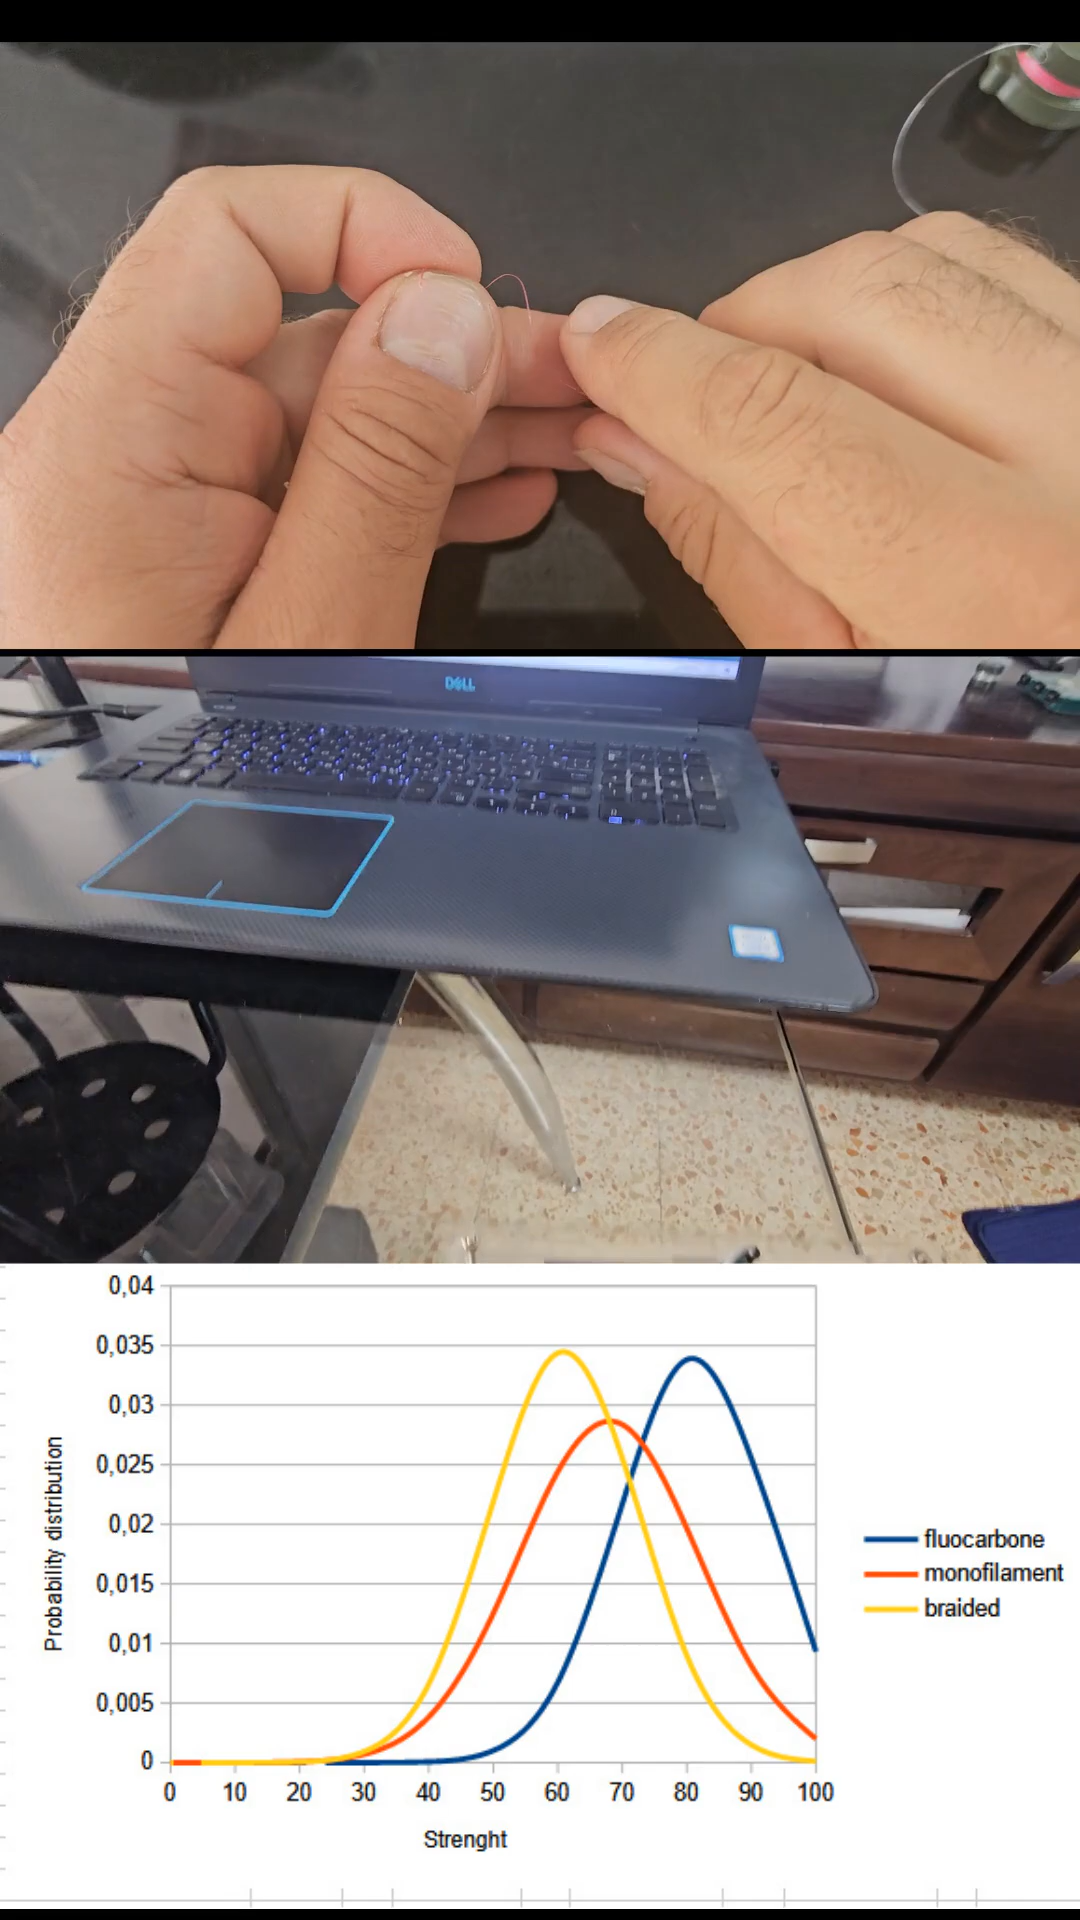 DELL
0,04
0,035
0,03
0,025
0,02
0,015
0,01
0,005
0
Probability distribution
0 10 20 30 40 50 60 70 80 90 100
Strenght
fluocarbone
monofilament
braided